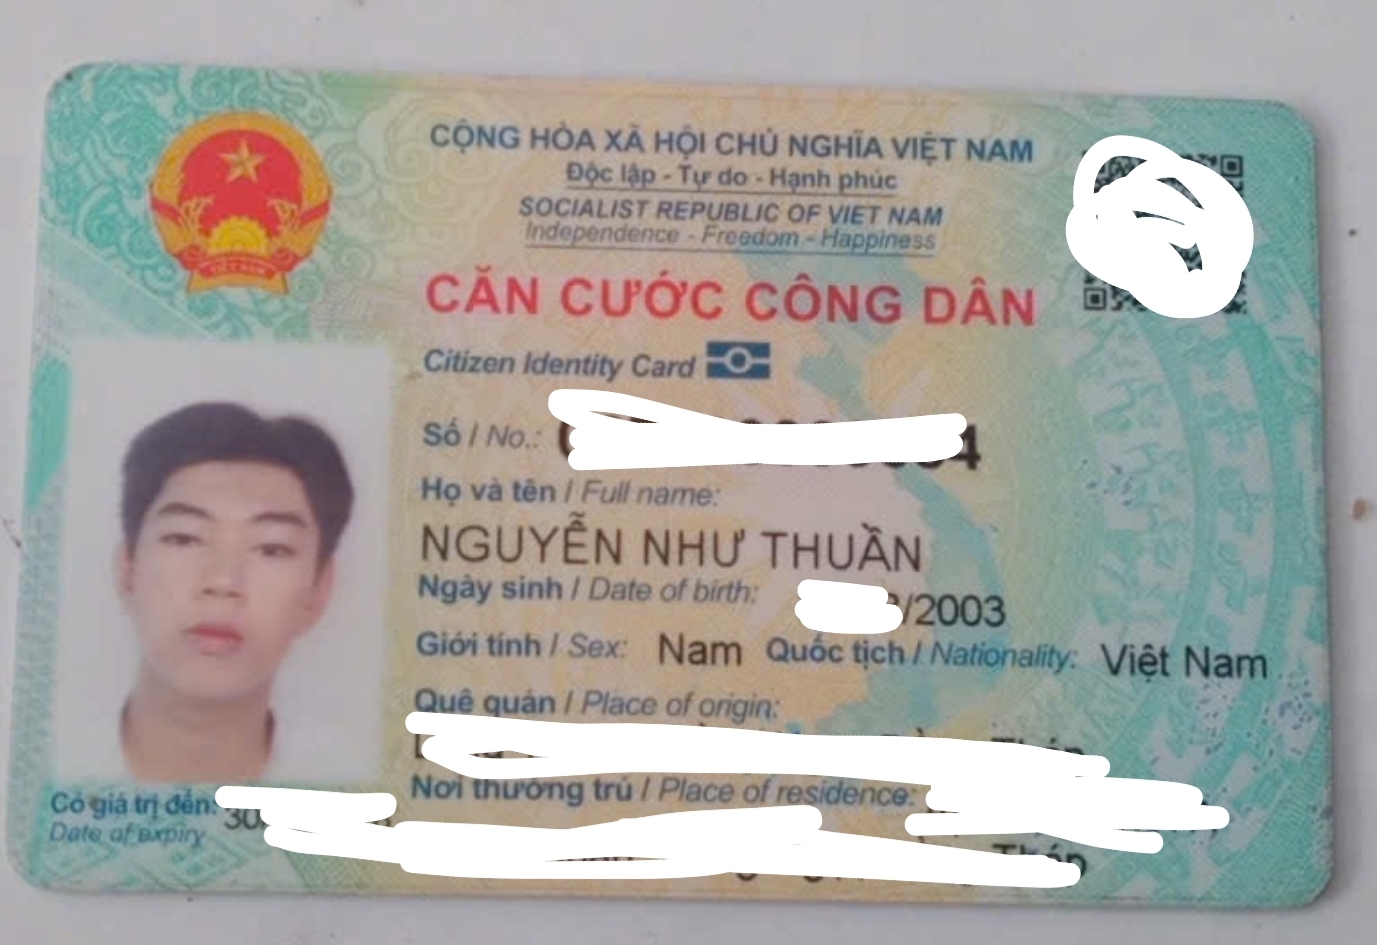 CỘNG HÒA XÃ HỘI CHỦ NGHĨA VIỆT NAM
Độc lập - Tự do - Hạnh phúc
SOCIALIST REPUBLIC OF VIET NAM
Independence - Freedom - Happiness
CĂN CƯỚC CÔNG DÂN
Citizen Identity Card
Số / No.:
Họ và tên / Full name:
NGUYỄN NHƯ THUẦN
Ngày sinh / Date of birth: /2003
Giới tính / Sex: Nam Quốc tịch / Nationality: Việt Nam
Quê quán / Place of origin:
Nơi thường trú / Place of residence:
Có giá trị đến:
Date of expiry
VIỆT NAM